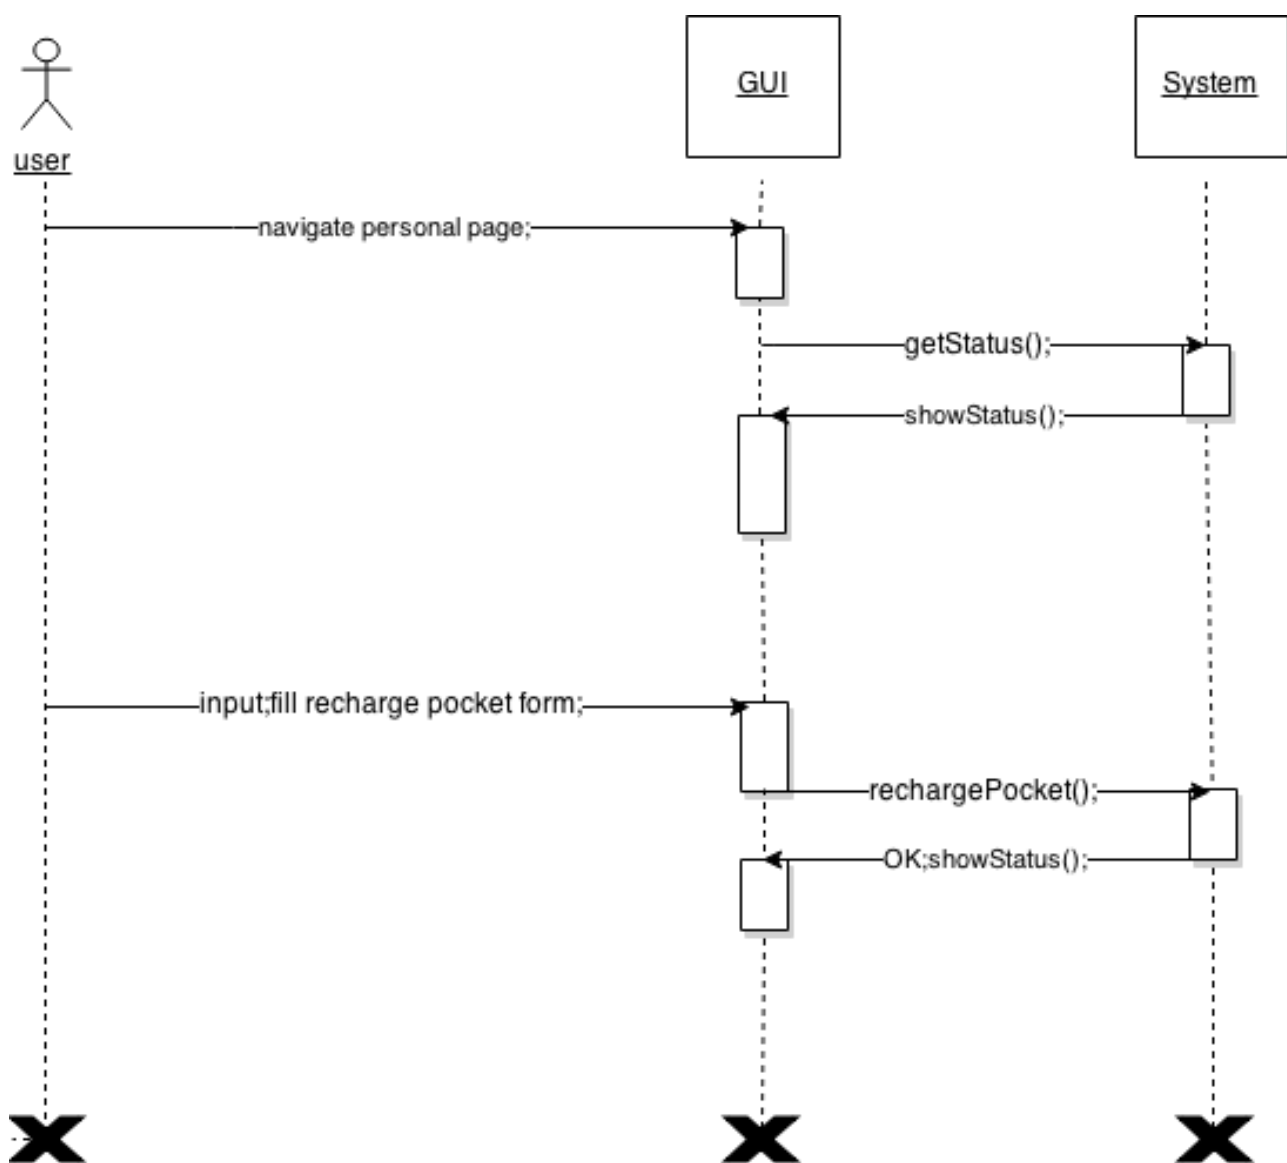 GUI
System
user
navigate personal page;
getStatus();
showStatus();
input;fill recharge pocket form;
rechargePocket();
OK;showStatus();